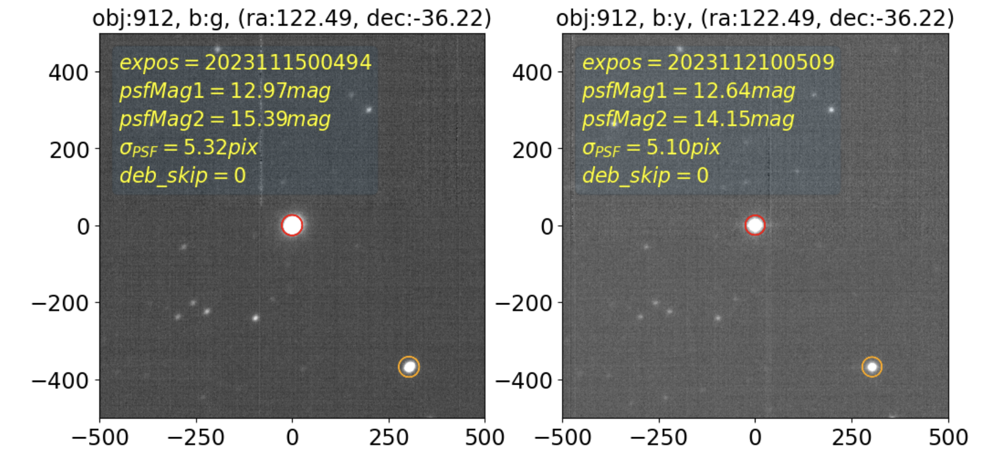 obj:912, b:g, (ra:122.49, dec:-36.22)
expos = 2023111500494
psfMag1 = 12.97mag
psfMag2 = 15.39mag
σPSF = 5.32pix
deb_skip = 0
400
200
0
−200
−400
−500 −250 0 250 500
obj:912, b:y, (ra:122.49, dec:-36.22)
expos = 2023112100509
psfMag1 = 12.64mag
psfMag2 = 14.15mag
σPSF = 5.10pix
deb_skip = 0
400
200
0
−200
−400
−500 −250 0 250 500